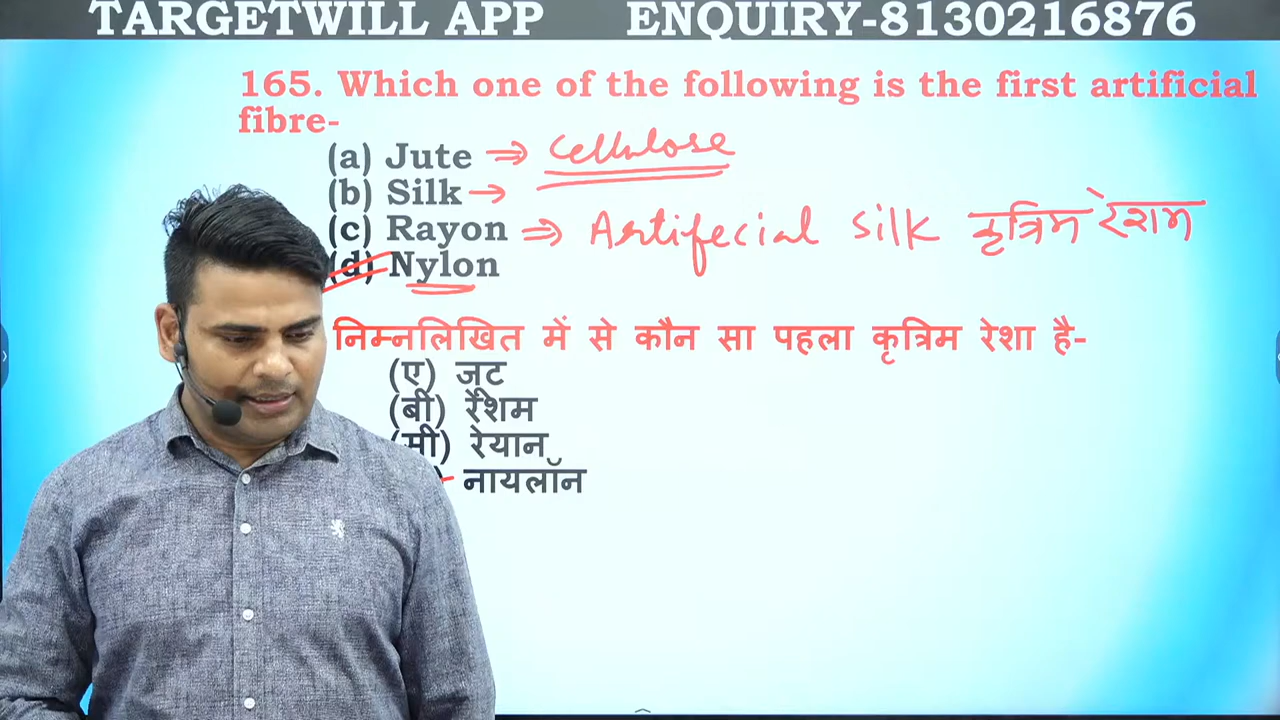 TARGETWILL APP ENQUIRY-8130216876
165. Which one of the following is the first artificial
fibre-
(a) Jute ⇒ Cellulose
(b) Silk →
(c) Rayon ⇒ Artifecial silk कृत्रिम रेशम
(d) Nylon
निम्नलिखित में से कौन सा पहला कृत्रिम रेशा है-
(ए) जूट
(बी) रेशम
(सी) रेयान
नायलॉन